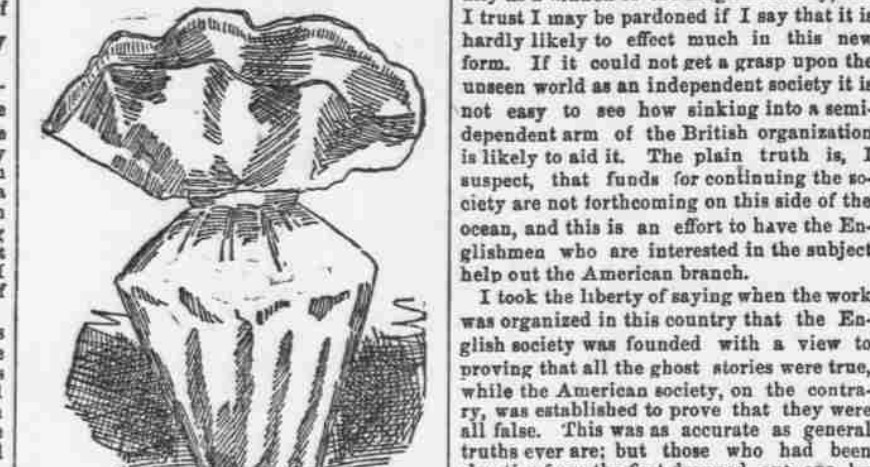 I trust I may be pardoned if I say that it is
hardly likely to effect much in this new
form. If it could not get a grasp upon the
unseen world as an independent society it is
not easy to see how sinking into a semi-
dependent arm of the British organization
is likely to aid it. The plain truth is, I
suspect, that funds for continuing the so-
ciety are not forthcoming on this side of the
ocean, and this is an effort to have the En-
glishmen who are interested in the subject
help out the American branch.
I took the liberty of saying when the work
was organized in this country that the En-
glish society was founded with a view to
proving that all the ghost stories were true,
while the American society, on the contra-
ry, was established to prove that they were
all false. This was as accurate as general
truths ever are; but those who had been